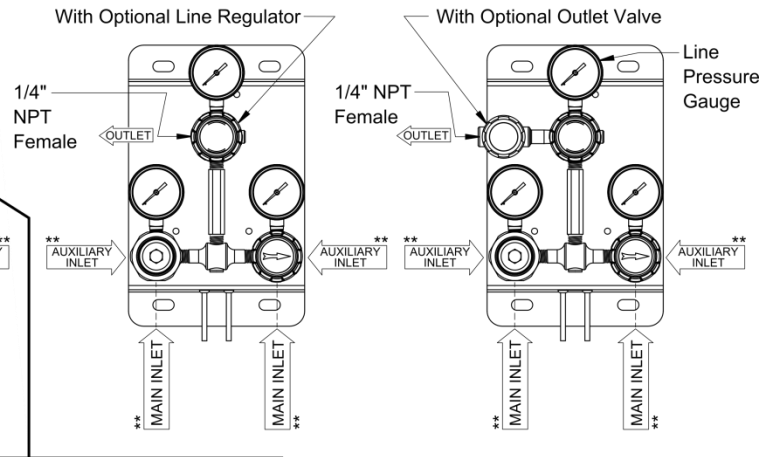 With Optional Line Regulator
With Optional Outlet Valve
Line
Pressure
Gauge
1/4"
NPT
Female
OUTLET
1/4" NPT
Female
OUTLET
**
**
AUXILIARY
INLET
**
AUXILIARY
INLET
**
AUXILIARY
INLET
**
AUXILIARY
INLET
**
MAIN INLET
MAIN INLET
**
**
MAIN INLET
MAIN INLET
**